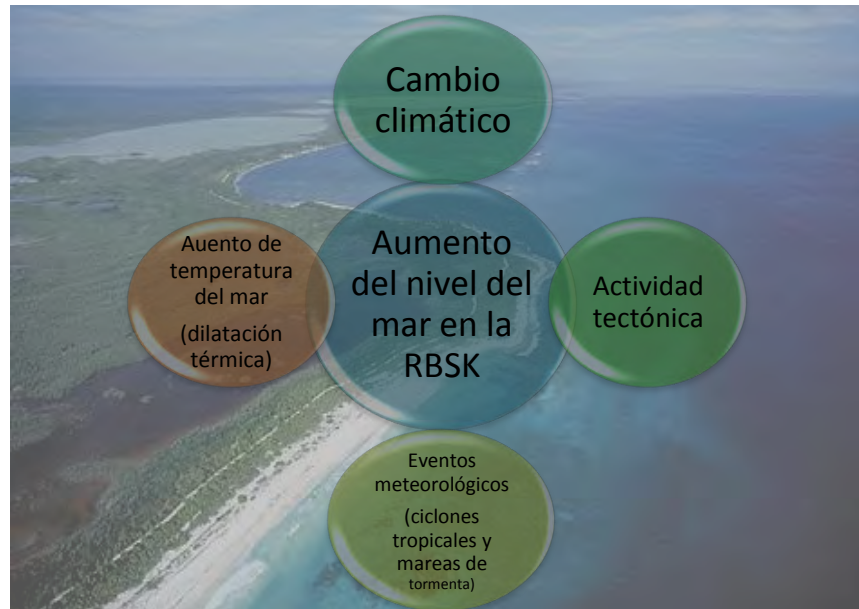 Cambio
climático
Auento de
temperatura
del mar
(dilatación
térmica)
Aumento
del nivel del
mar en la
RBSK
Actividad
tectónica
Eventos
meteorológicos
(ciclones
tropicales y
mareas de
tormenta)